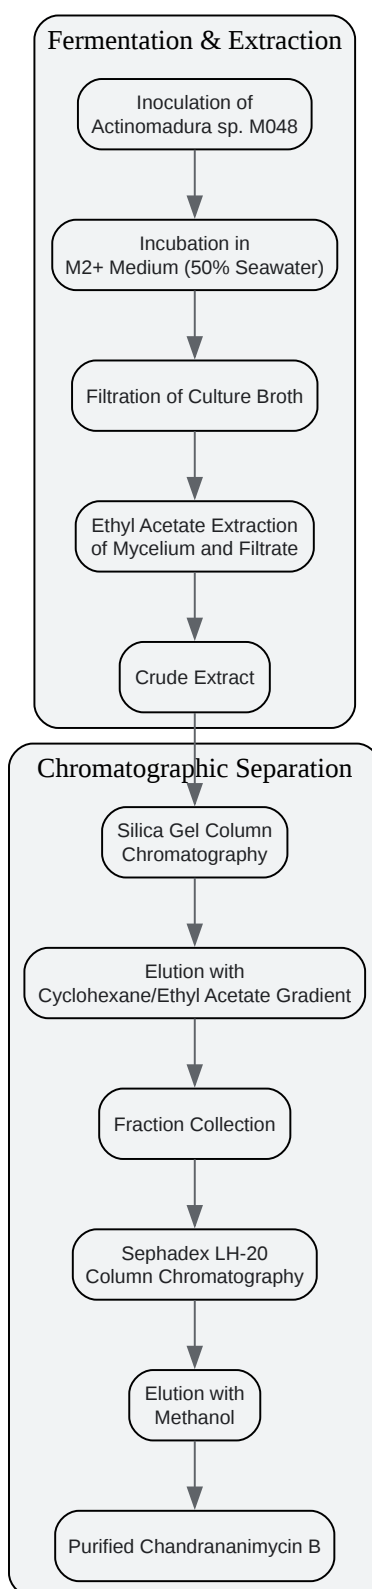 Fermentation & Extraction
Inoculation of
Actinomadura sp. M048
Incubation in
M2+ Medium (50% Seawater)
Filtration of Culture Broth
Ethyl Acetate Extraction
of Mycelium and Filtrate
Crude Extract
Chromatographic Separation
Silica Gel Column
Chromatography
Elution with
Cyclohexane/Ethyl Acetate Gradient
Fraction Collection
Sephadex LH-20
Column Chromatography
Elution with
Methanol
Purified Chandrananimycin B